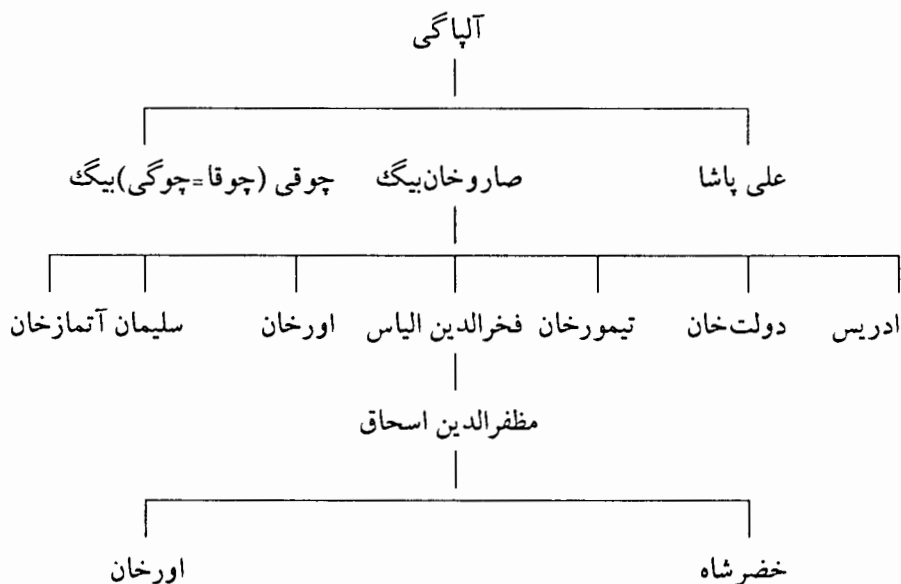 آلپاگی
علی پاشا صاروخان‌بیگ چوقی (چوقا=چوگی)بیگ
ادریس دولت‌خان تیمورخان فخرالدین الیاس اورخان سلیمان آتمازخان
مظفرالدین اسحاق
خضرشاه اورخان